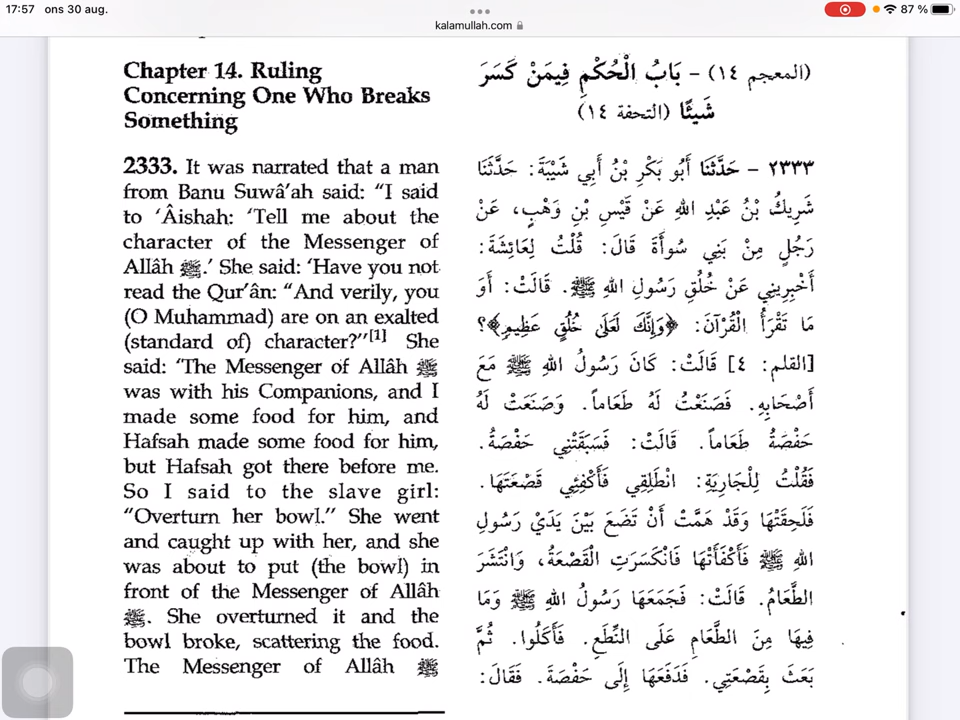 17:57 ons 30 aug.
87 %
kalamullah.com
Chapter 14. Ruling
Concerning One Who Breaks
Something
2333. It was narrated that a man
from Banu Suwâ'ah said: "I said
to 'Âishah: 'Tell me about the
character of the Messenger of
Allâh ﷺ.' She said: 'Have you not
read the Qur'ân: "And verily, you
(O Muhammad) are on an exalted
(standard of) character?"'[1] She
said: 'The Messenger of Allâh ﷺ
was with his Companions, and I
made some food for him, and
Hafsah made some food for him,
but Hafsah got there before me.
So I said to the slave girl:
"Overturn her bowl." She went
and caught up with her, and she
was about to put (the bowl) in
front of the Messenger of Allâh
ﷺ. She overturned it and the
bowl broke, scattering the food.
The Messenger of Allâh ﷺ
(المعجم ١٤) - بَابُ الْحُكْمِ فِيمَنْ كَسَرَ
شَيْئًا (التحفة ١٤)
٢٣٣٣ - حَدَّثَنَا أَبُو بَكْرِ بْنُ أَبِي شَيْبَةَ: حَدَّثَنَا
شَرِيكُ بْنُ عَبْدِ اللهِ عَنْ قَيْسِ بْنِ وَهْبٍ، عَنْ
رَجُلٍ مِنْ بَنِي سُوأَةَ قَالَ: قُلْتُ لِعَائِشَةَ:
أَخْبِرِينِي عَنْ خُلُقِ رَسُولِ اللهِ ﷺ. قَالَتْ: أَوَ
مَا تَقْرَأُ الْقُرْآنَ: ﴿وَإِنَّكَ لَعَلَى خُلُقٍ عَظِيمٍ﴾؟
[القلم: ٤] قَالَتْ: كَانَ رَسُولُ اللهِ ﷺ مَعَ
أَصْحَابِهِ. فَصَنَعْتُ لَهُ طَعَاماً. وَصَنَعَتْ لَهُ
حَفْصَةُ طَعَاماً. قَالَتْ: فَسَبَقَتْنِي حَفْصَةُ.
فَقُلْتُ لِلْجَارِيَةِ: انْطَلِقِي فَأَكْفِئِي قَصْعَتَهَا.
فَلَحِقَتْهَا وَقَدْ هَمَّتْ أَنْ تَضَعَ بَيْنَ يَدَيْ رَسُولِ
اللهِ ﷺ فَأَكْفَأَتْهَا فَانْكَسَرَتِ الْقَصْعَةُ، وَانْتَشَرَ
الطَّعَامُ. قَالَتْ: فَجَمَعَهَا رَسُولُ اللهِ ﷺ وَمَا
فِيهَا مِنَ الطَّعَامِ عَلَى النِّطَعِ. فَأَكَلُوا. ثُمَّ
بَعَثَ بِقَصْعَتِي. فَدَفَعَهَا إِلَى حَفْصَةَ. فَقَالَ: